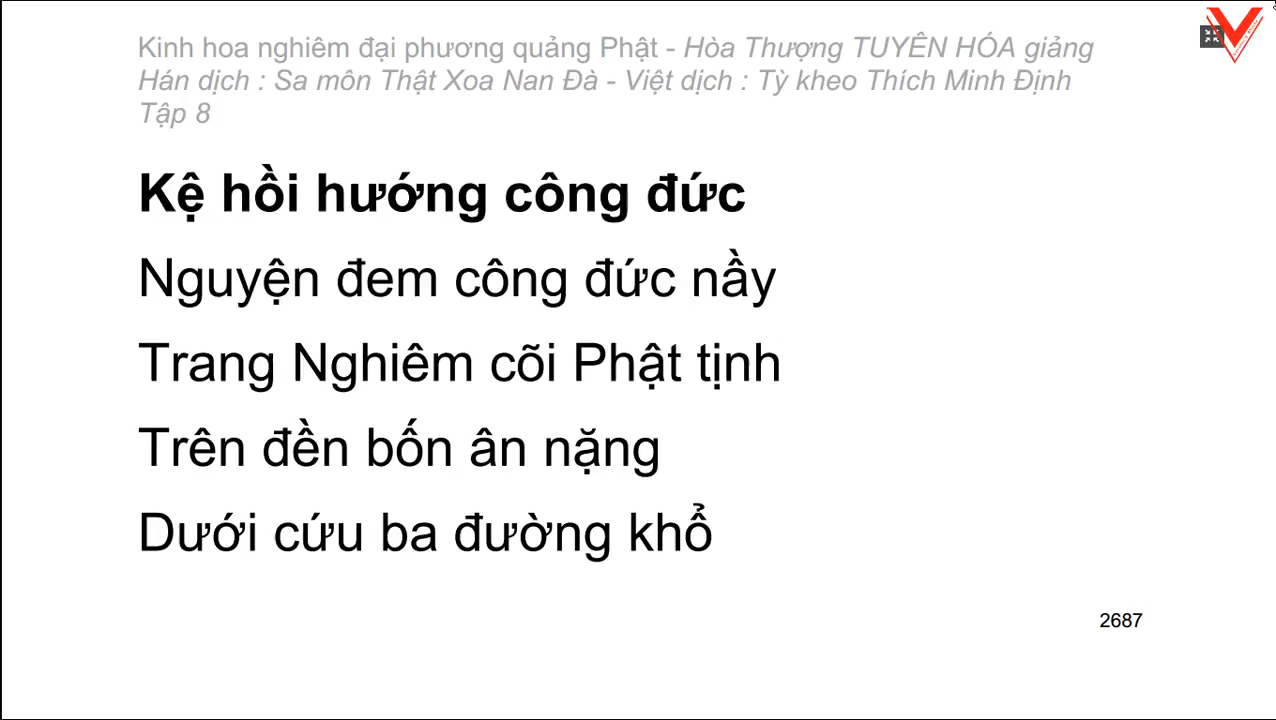 Kinh hoa nghiêm đại phương quảng Phật - Hòa Thượng TUYÊN HÓA giảng
Hán dịch : Sa môn Thật Xoa Nan Đà - Việt dịch : Tỳ kheo Thích Minh Định
Tập 8
Kệ hồi hướng công đức
Nguyện đem công đức nầy
Trang Nghiêm cõi Phật tịnh
Trên đền bốn ân nặng
Dưới cứu ba đường khổ
2687